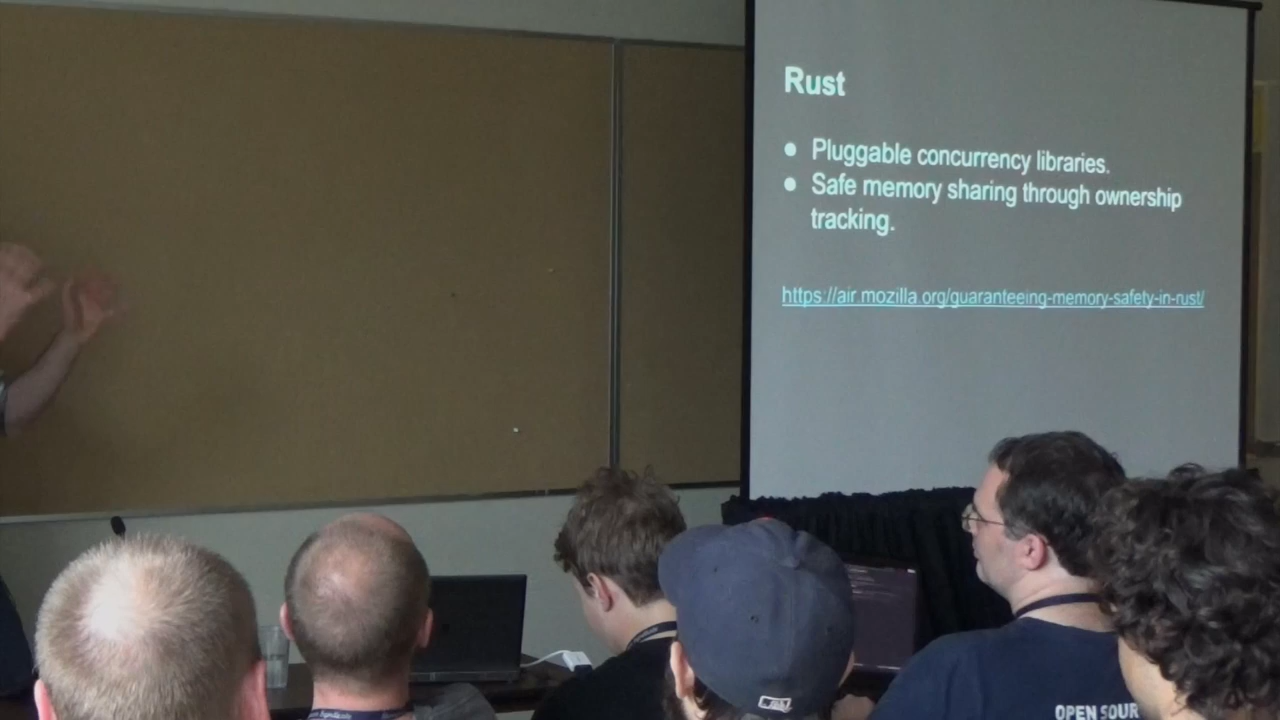 Rust
● Pluggable concurrency libraries.
● Safe memory sharing through ownership
tracking.
https://air.mozilla.org/guaranteeing-memory-safety-in-rust/
OPEN SOUR